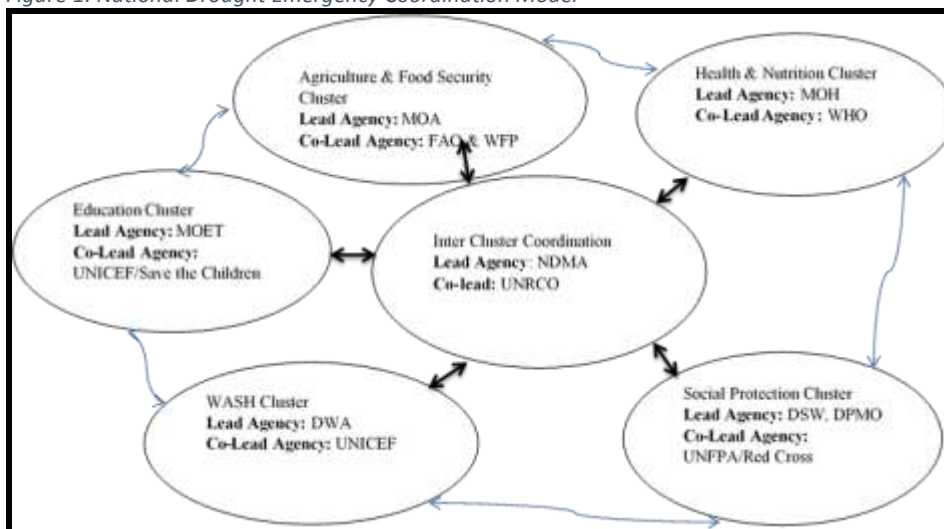 Figure 1: National Drought Emergency Coordination Model
Agriculture & Food Security
Cluster
Lead Agency: MOA
Co-Lead Agency: FAO & WFP
Health & Nutrition Cluster
Lead Agency: MOH
Co-Lead Agency: WHO
Education Cluster
Lead Agency: MOET
Co-Lead Agency:
UNICEF/Save the Children
Inter Cluster Coordination
Lead Agency: NDMA
Co-lead: UNRCO
WASH Cluster
Lead Agency: DWA
Co-Lead Agency: UNICEF
Social Protection Cluster
Lead Agency: DSW, DPMO
Co-Lead Agency:
UNFPA/Red Cross